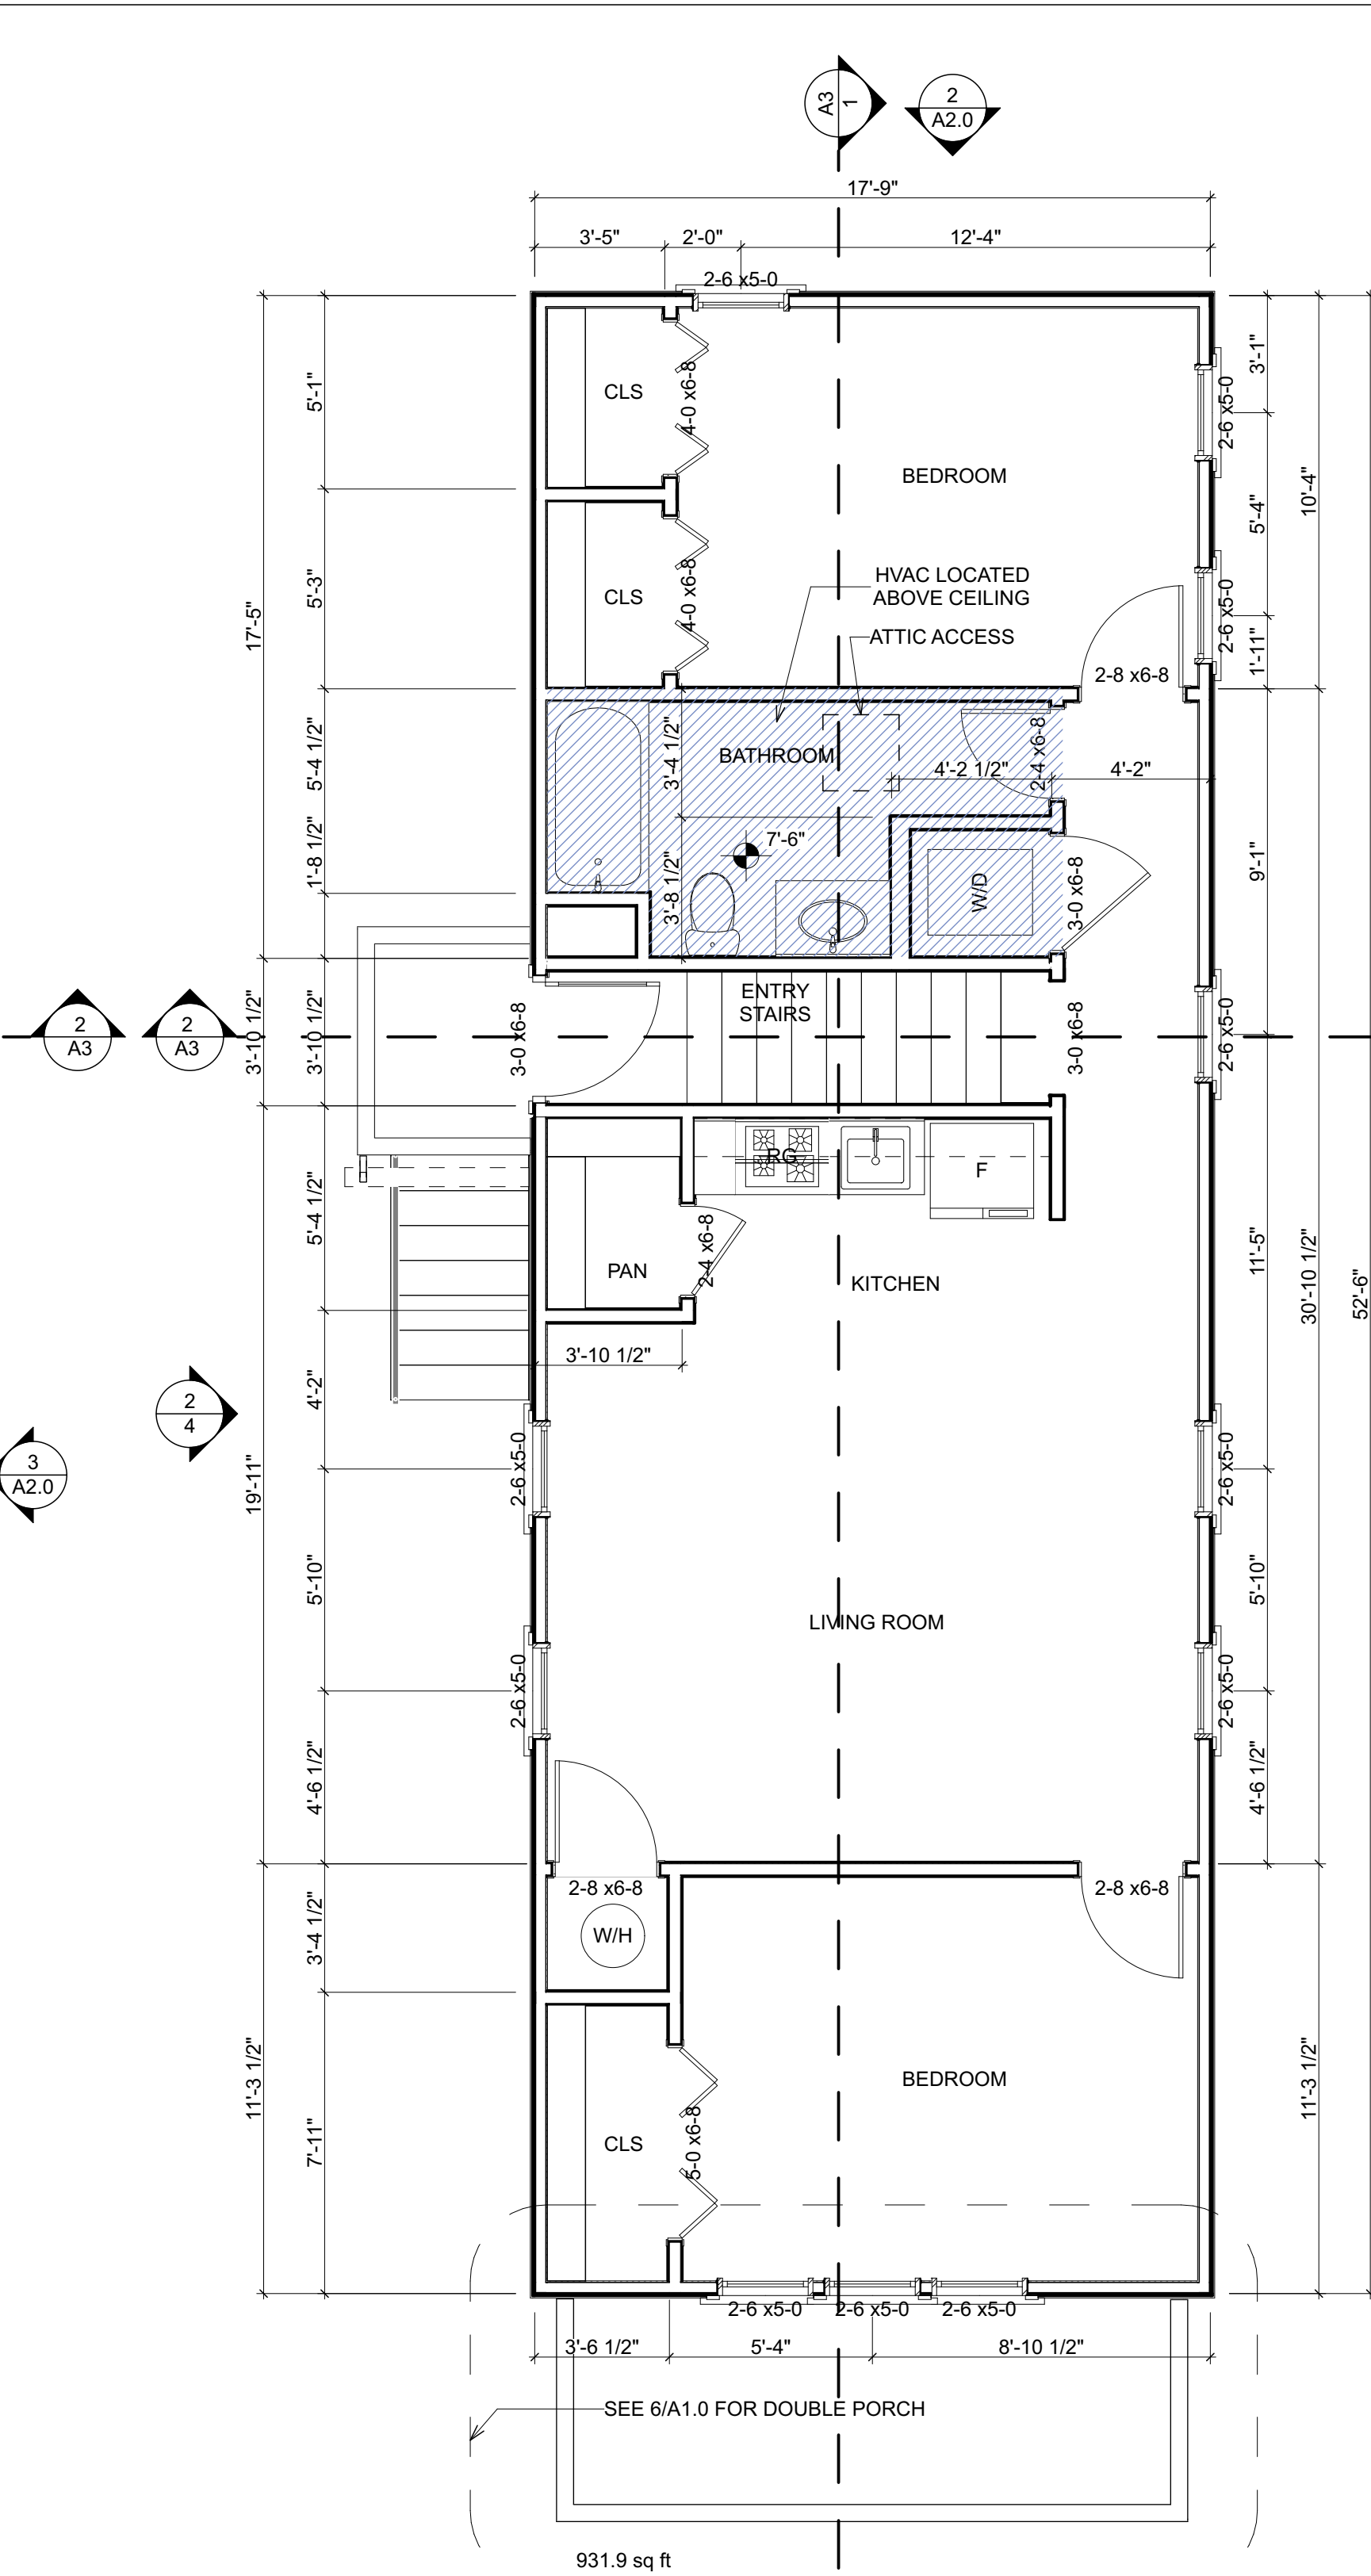 A3
1
2
A2.0
17'-9"
3'-5"
2'-0"
12'-4"
2-6 x5-0
3'-1"
5'-1"
CLS
4-0 x6-8
2-6 x5-0
BEDROOM
10'-4"
5'-4"
5'-3"
CLS
4-0 x6-8
HVAC LOCATED
ABOVE CEILING
2-6 x5-0
17'-5"
ATTIC ACCESS
1'-11"
2-8 x6-8
5'-4 1/2"
3'-4 1/2"
BATHROOM
2-4 x6-8
4'-2 1/2"
4'-2"
7'-6"
1'-8 1/2"
3'-8 1/2"
W/D
3-0 x6-8
9'-1"
ENTRY
STAIRS
2
A3
2
A3
3'-10 1/2"
3'-10 1/2"
3-0 x6-8
3-0 x6-8
2-6 x5-0
RG
F
5'-4 1/2"
PAN
2-4 x6-8
KITCHEN
11'-5"
30'-10 1/2"
52'-6"
3'-10 1/2"
4'-2"
2
4
3
A2.0
19'-11"
2-6 x5-0
2-6 x5-0
5'-10"
5'-10"
LIVING ROOM
2-6 x5-0
2-6 x5-0
4'-6 1/2"
4'-6 1/2"
2-8 x6-8
2-8 x6-8
W/H
3'-4 1/2"
BEDROOM
11'-3 1/2"
11'-3 1/2"
7'-11"
CLS
5-0 x6-8
2-6 x5-0
2-6 x5-0
2-6 x5-0
3'-6 1/2"
5'-4"
8'-10 1/2"
SEE 6/A1.0 FOR DOUBLE PORCH
931.9 sq ft